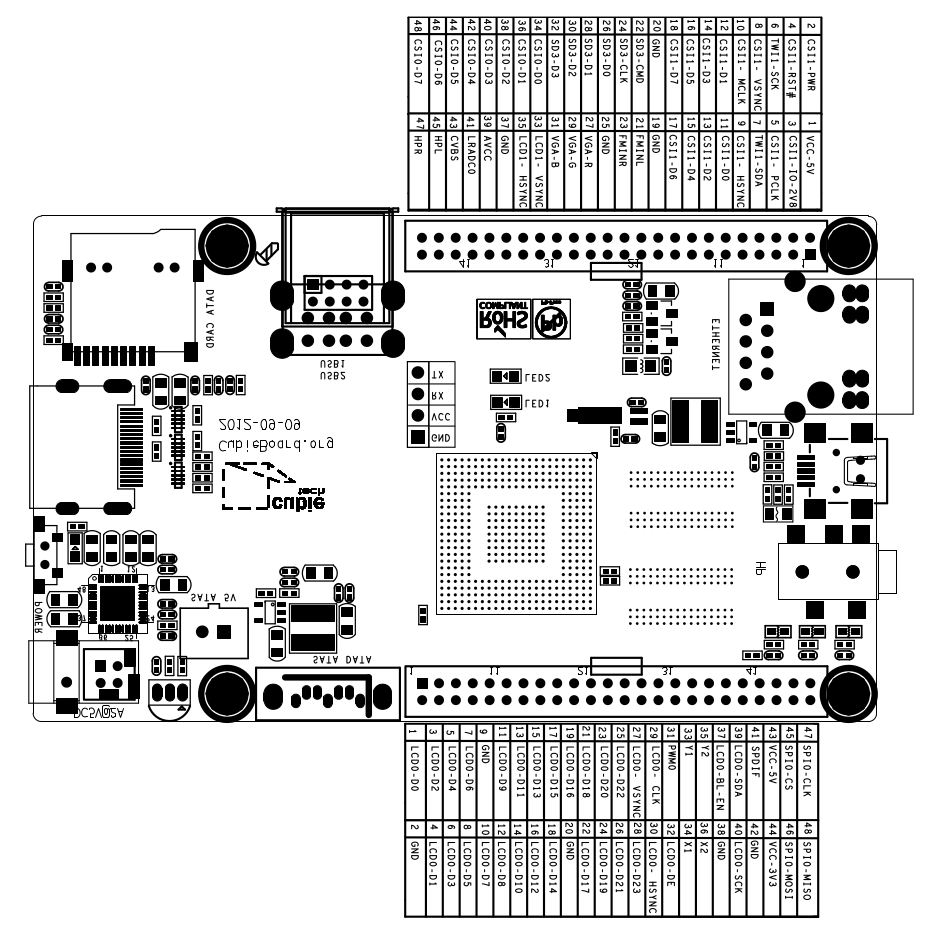 48 CSI0-D7
46 CSI0-D6
44 CSI0-D5
42 CSI0-D4
40 CSI0-D3
38 CSI0-D2
36 CSI0-D1
34 CSI0-D0
32 SD3-D3
30 SD3-D2
28 SD3-D1
26 SD3-D0
24 SD3-CLK
22 SD3-CMD
20 GND
18 CSI1-D7
16 CSI1-D5
14 CSI1-D3
12 CSI1-D1
10 CSI1- MCLK
8 CSI1- VSYNC
6 TWI1-SCK
4 CSI1-RST#
2 CSI1-PWR
47 HPR
45 HPL
43 CVBS
41 LRADC0
39 AVCC
37 GND
35 LCD1- HSYNC
33 LCD1- VSYNC
31 VGA-B
29 VGA-G
27 VGA-R
25 GND
23 FMINR
21 FMINL
19 GND
17 CSI1-D6
15 CSI1-D4
13 CSI1-D2
11 CSI1-D0
9 CSI1- HSYNC
7 TWI1-SDA
5 CSI1- PCLK
3 CSI1-IO-2V8
1 VCC-5V
41 31 21 11 1
DATA CARD
USB1
USB2
COMPLIANT
RoHS
Pb
ETHERNET
TX
RX
VCC
GND
LED2
LED1
2012-09-09
CubieBoard.org
tech
cubie
HP
POWER
1 12
48 13
37 24
36 25
SATA 5V
SATA DATA
DC5V@2A
1 11 21 31 41
1 LCD0-D0
3 LCD0-D2
5 LCD0-D4
7 LCD0-D6
9 GND
11 LCD0-D9
13 LCD0-D11
15 LCD0-D13
17 LCD0-D15
19 LCD0-D16
21 LCD0-D18
23 LCD0-D20
25 LCD0-D22
27 LCD0- VSYNC
29 LCD0- CLK
31 PWM0
33 Y1
35 Y2
37 LCD0-BL-EN
39 LCD0-SDA
41 SPDIF
43 VCC-5V
45 SPI0-CS
47 SPI0-CLK
2 GND
4 LCD0-D1
6 LCD0-D3
8 LCD0-D5
10 LCD0-D7
12 LCD0-D8
14 LCD0-D10
16 LCD0-D12
18 LCD0-D14
20 GND
22 LCD0-D17
24 LCD0-D19
26 LCD0-D21
28 LCD0-D23
30 LCD0- HSYNC
32 LCD0-DE
34 X1
36 X2
38 GND
40 LCD0-SCK
42 GND
44 VCC-3V3
46 SPI0-MOSI
48 SPI0-MISO